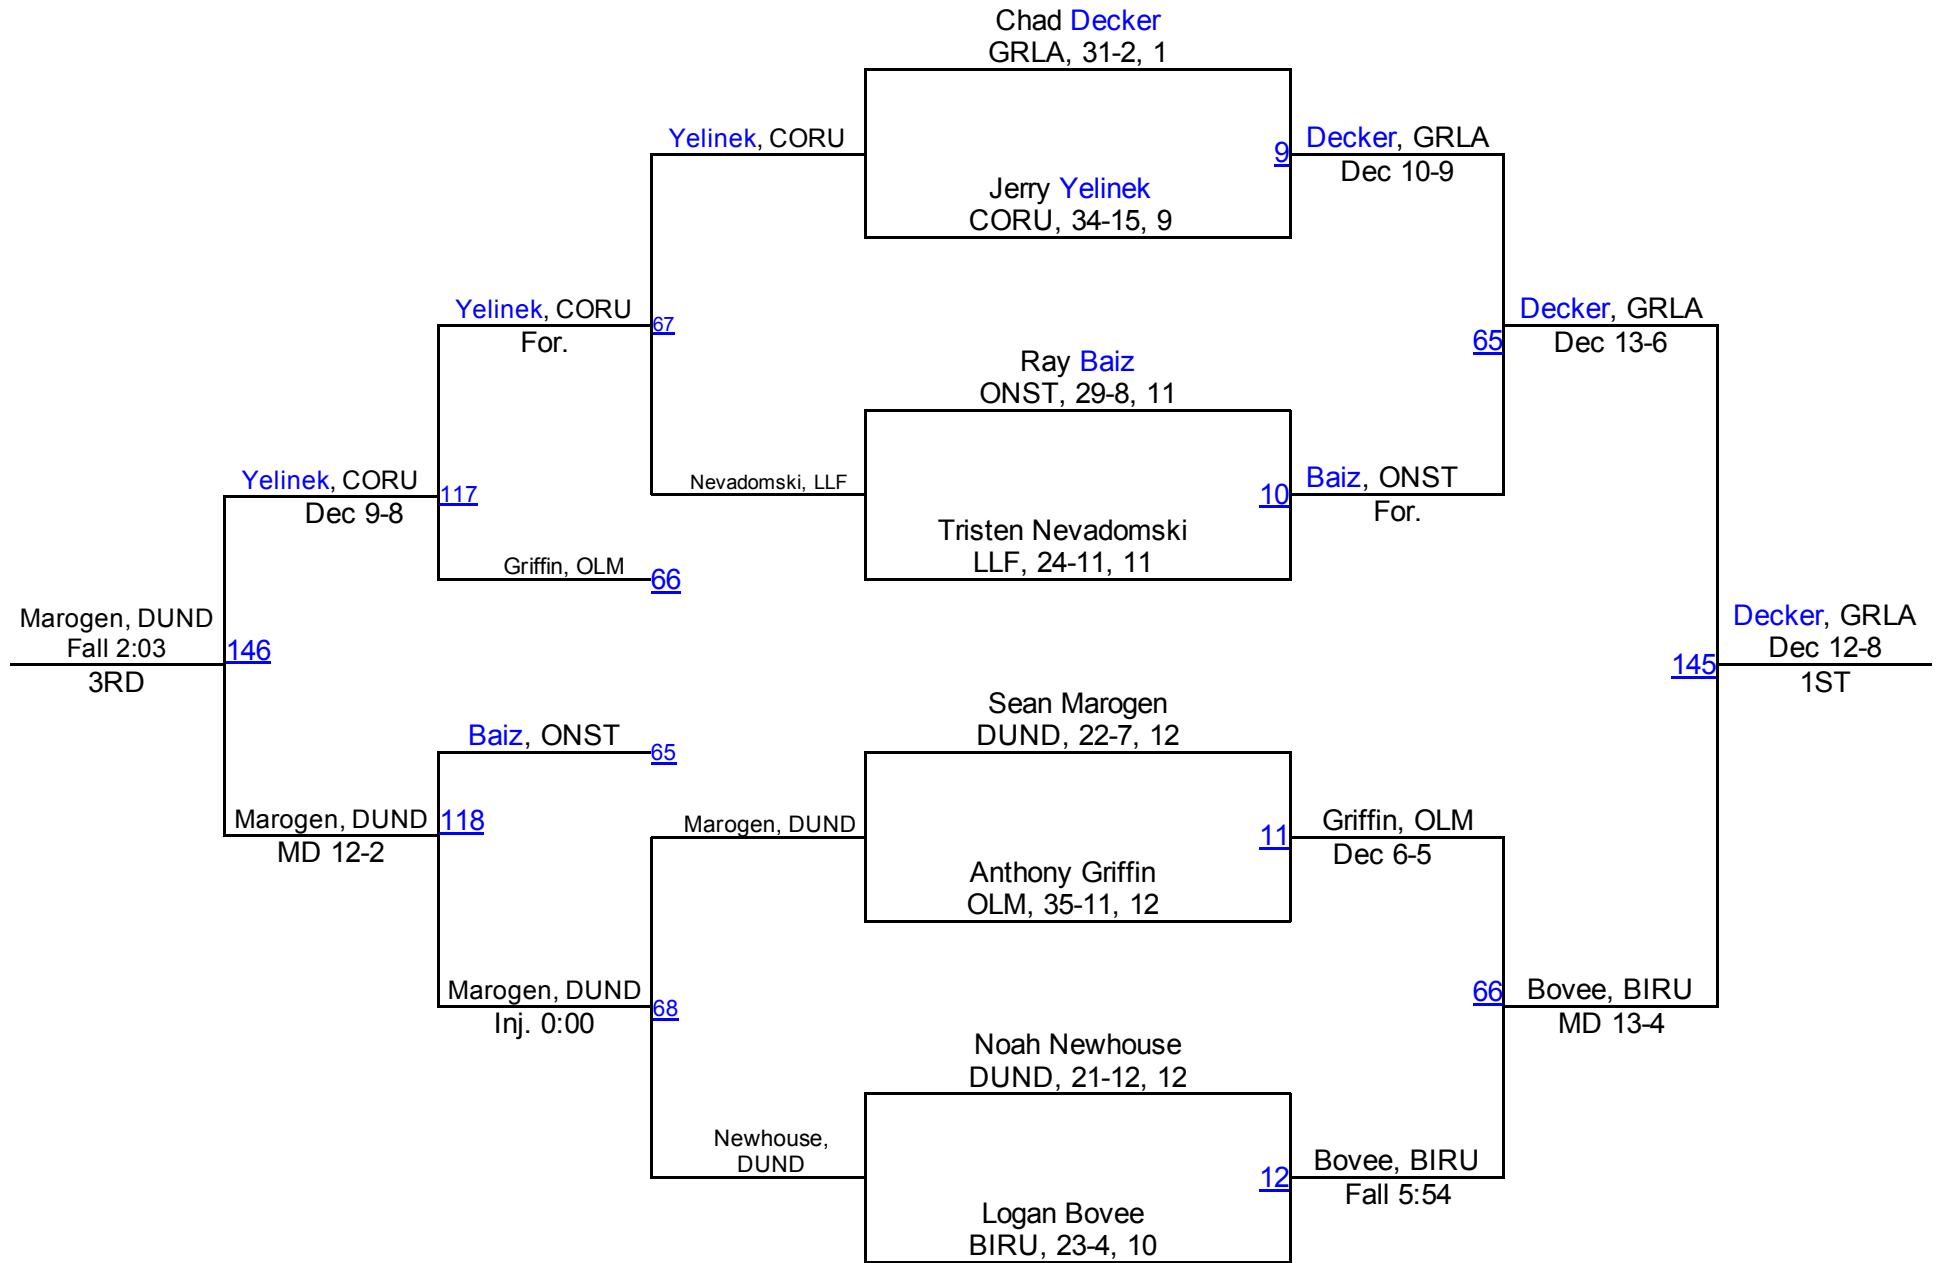 Chad Decker
GRLA, 31-2, 1
Yelinek, CORU
9
Decker, GRLA
Dec 10-9
Jerry Yelinek
CORU, 34-15, 9
Yelinek, CORU
For.
67
Decker, GRLA
Dec 13-6
65
Ray Baiz
ONST, 29-8, 11
Yelinek, CORU
Dec 9-8
117
Nevadomski, LLF
10
Baiz, ONST
For.
Tristen Nevadomski
LLF, 24-11, 11
Griffin, OLM
66
Marogen, DUND
Fall 2:03
3RD
146
145
Decker, GRLA
Dec 12-8
1ST
Sean Marogen
DUND, 22-7, 12
Baiz, ONST
65
Marogen, DUND
MD 12-2
118
Marogen, DUND
11
Griffin, OLM
Dec 6-5
Anthony Griffin
OLM, 35-11, 12
Marogen, DUND
Inj. 0:00
68
66
Bovee, BIRU
MD 13-4
Noah Newhouse
DUND, 21-12, 12
Newhouse,
DUND
12
Bovee, BIRU
Fall 5:54
Logan Bovee
BIRU, 23-4, 10